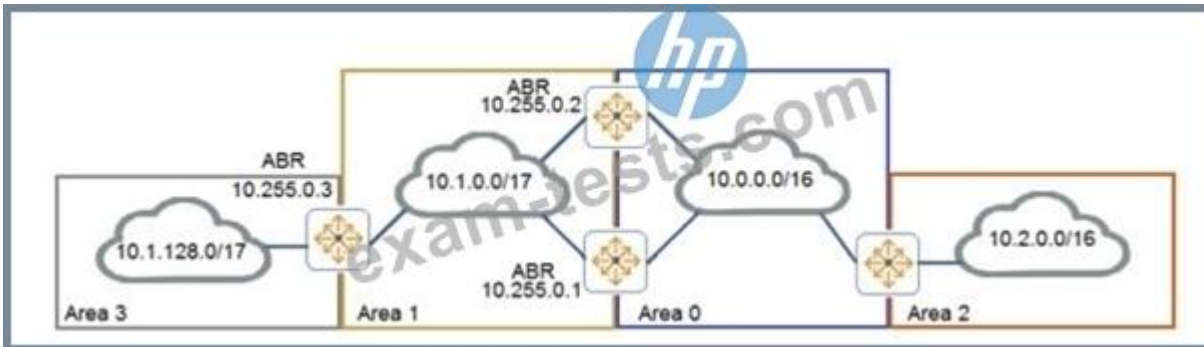 hp
exam-tests.com
ABR
10.255.0.2
ABR
10.255.0.3
10.1.0.0/17
10.0.0.0/16
10.1.128.0/17
10.2.0.0/16
ABR
10.255.0.1
Area 3
Area 1
Area 0
Area 2